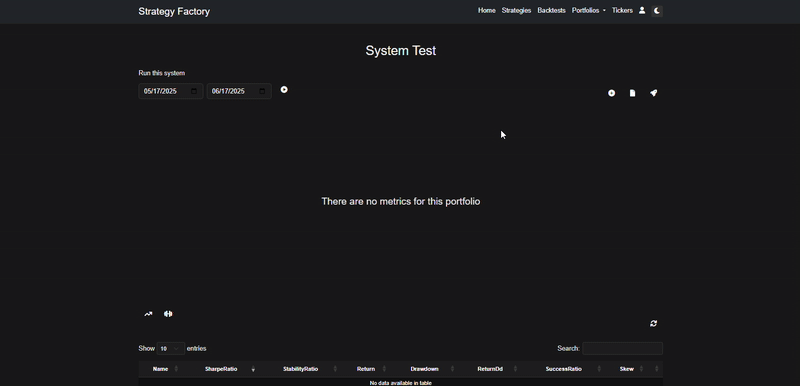 Strategy Factory
Home Strategies Backtests Portfolios Tickers
System Test
Run this system
05/17/2025 06/17/2025
There are no metrics for this portfolio
Show 10 entries Search:
Name SharpeRatio StabilityRatio Return Drawdown ReturnDd SuccessRatio Skew
No data available in table